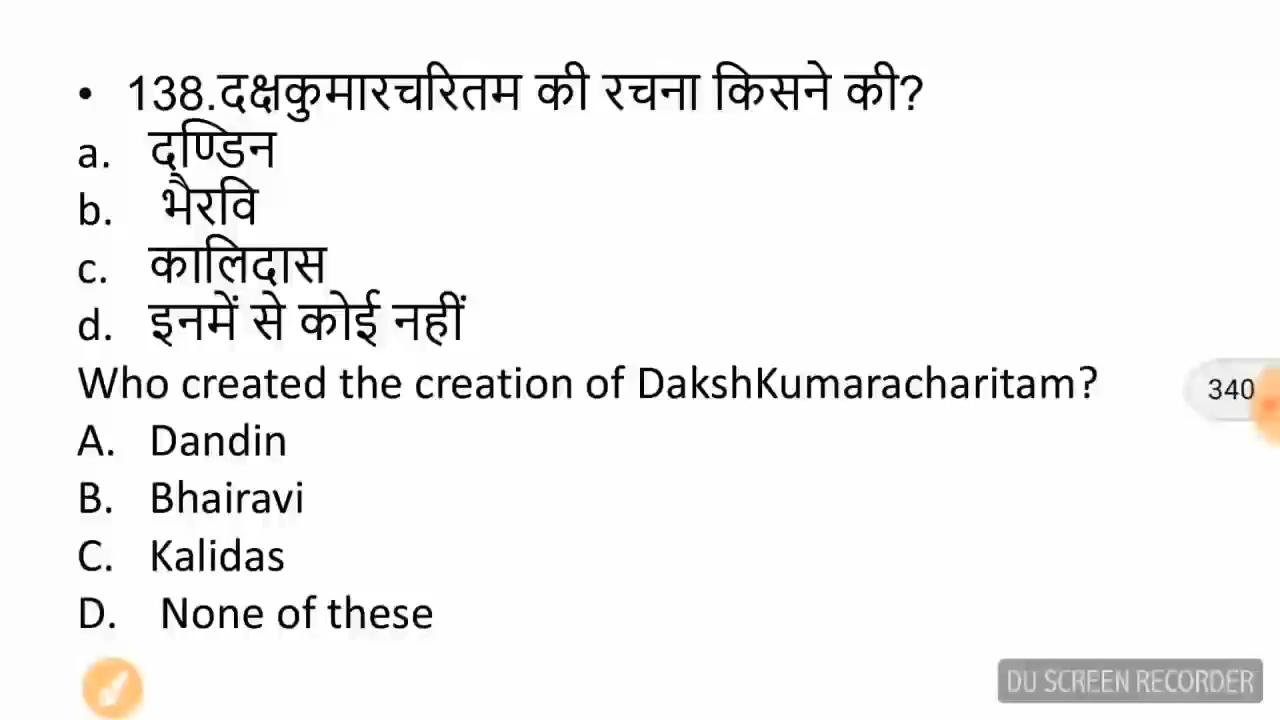 • 138.दक्षकुमारचरितम की रचना किसने की?
a. दण्डिन
b. भैरवि
c. कालिदास
d. इनमें से कोई नहीं
Who created the creation of DakshKumaracharitam?
340
A. Dandin
B. Bhairavi
C. Kalidas
D. None of these
DU SCREEN RECORDER